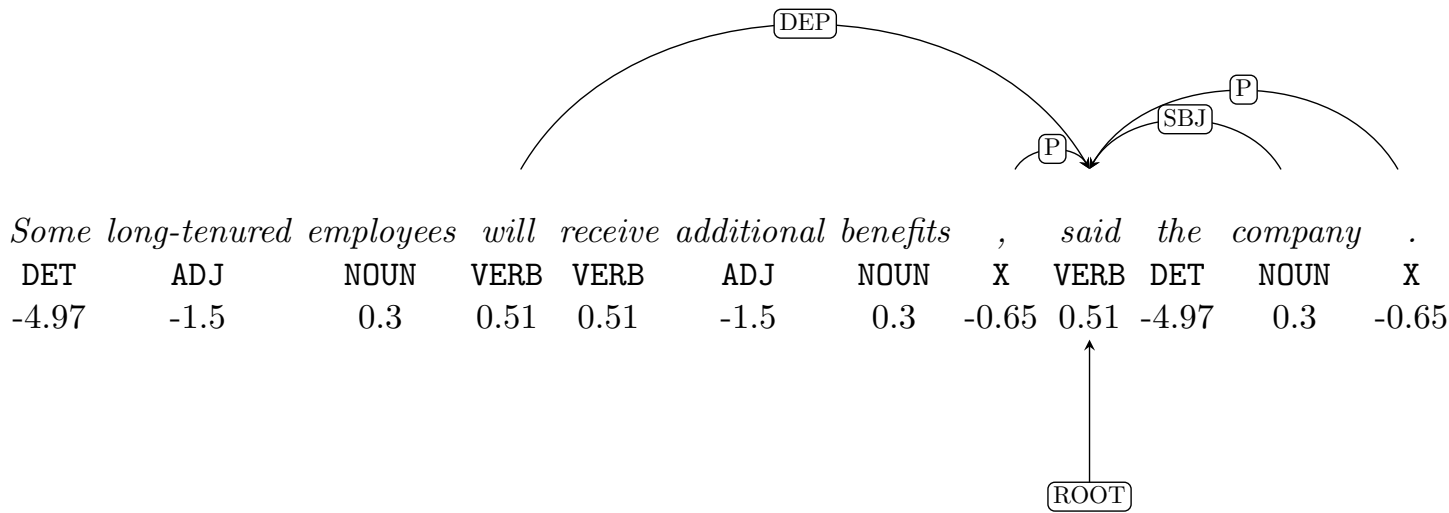 DEP
P
SBJ
P
Some long-tenured employees will receive additional benefits , said the company .
DET ADJ NOUN VERB VERB ADJ NOUN X VERB DET NOUN X
-4.97 -1.5 0.3 0.51 0.51 -1.5 0.3 -0.65 0.51 -4.97 0.3 -0.65
ROOT